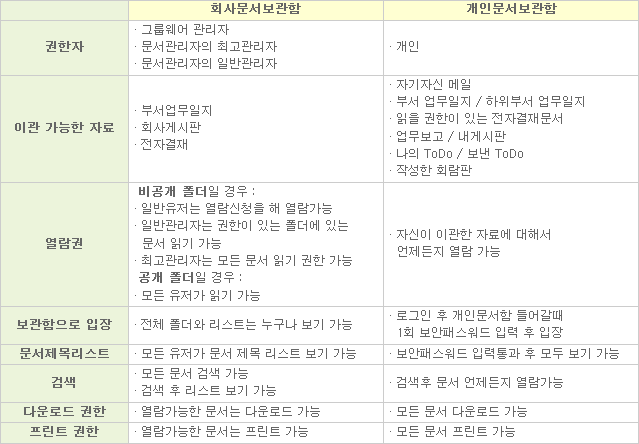 회사문서보관함 개인문서보관함
권한자
· 그룹웨어 관리자
· 문서관리자의 최고관리자
· 문서관리자의 일반관리자
· 개인
이관 가능한 자료
· 부서업무일지
· 회사게시판
· 전자결재
· 자기자신 메일
· 부서 업무일지 / 하위부서 업무일지
· 읽을 권한이 있는 전자결재문서
· 업무보고 / 내게시판
· 나의 ToDo / 보낸 ToDo
· 작성한 회람판
열람권
비공개 폴더일 경우 :
· 일반유저는 열람신청을 해 열람가능
· 일반관리자는 권한이 있는 폴더에 있는
문서 읽기 가능
· 최고관리자는 모든 문서 읽기 권한 가능
공개 폴더일 경우 :
· 모든 유저가 읽기 가능
· 자신이 이관한 자료에 대해서
언제든지 열람 가능
보관함으로 입장
· 전체 폴더와 리스트는 누구나 보기 가능
· 로그인 후 개인문서함 들어갈때
1회 보안패스워드 입력 후 입장
문서제목리스트
· 모든 유저가 문서 제목 리스트 보기 가능
· 보안패스워드 입력통과 후 모두 보기 가능
검색
· 모든 문서 검색 가능
· 검색 후 리스트 보기 가능
· 검색후 문서 언제든지 열람가능
다운로드 권한
· 열람가능한 문서는 다운로드 가능
· 모든 문서 다운로드 가능
프린트 권한
· 열람가능한 문서는 프린트 가능
· 모든 문서 프린트 가능